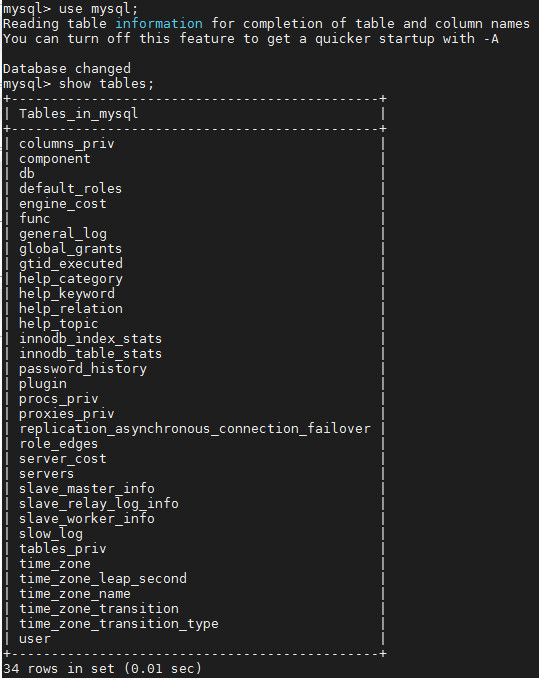 mysql> use mysql;
Reading table information for completion of table and column names
You can turn off this feature to get a quicker startup with -A
Database changed
mysql> show tables;
+----------------------------------------------+
| Tables_in_mysql                              |
+----------------------------------------------+
| columns_priv                                 |
| component                                    |
| db                                           |
| default_roles                                |
| engine_cost                                  |
| func                                         |
| general_log                                  |
| global_grants                                |
| gtid_executed                                |
| help_category                                |
| help_keyword                                 |
| help_relation                                |
| help_topic                                   |
| innodb_index_stats                           |
| innodb_table_stats                           |
| password_history                             |
| plugin                                       |
| procs_priv                                   |
| proxies_priv                                 |
| replication_asynchronous_connection_failover |
| role_edges                                   |
| server_cost                                  |
| servers                                      |
| slave_master_info                            |
| slave_relay_log_info                         |
| slave_worker_info                            |
| slow_log                                     |
| tables_priv                                  |
| time_zone                                    |
| time_zone_leap_second                        |
| time_zone_name                               |
| time_zone_transition                         |
| time_zone_transition_type                    |
| user                                         |
+----------------------------------------------+
34 rows in set (0.01 sec)